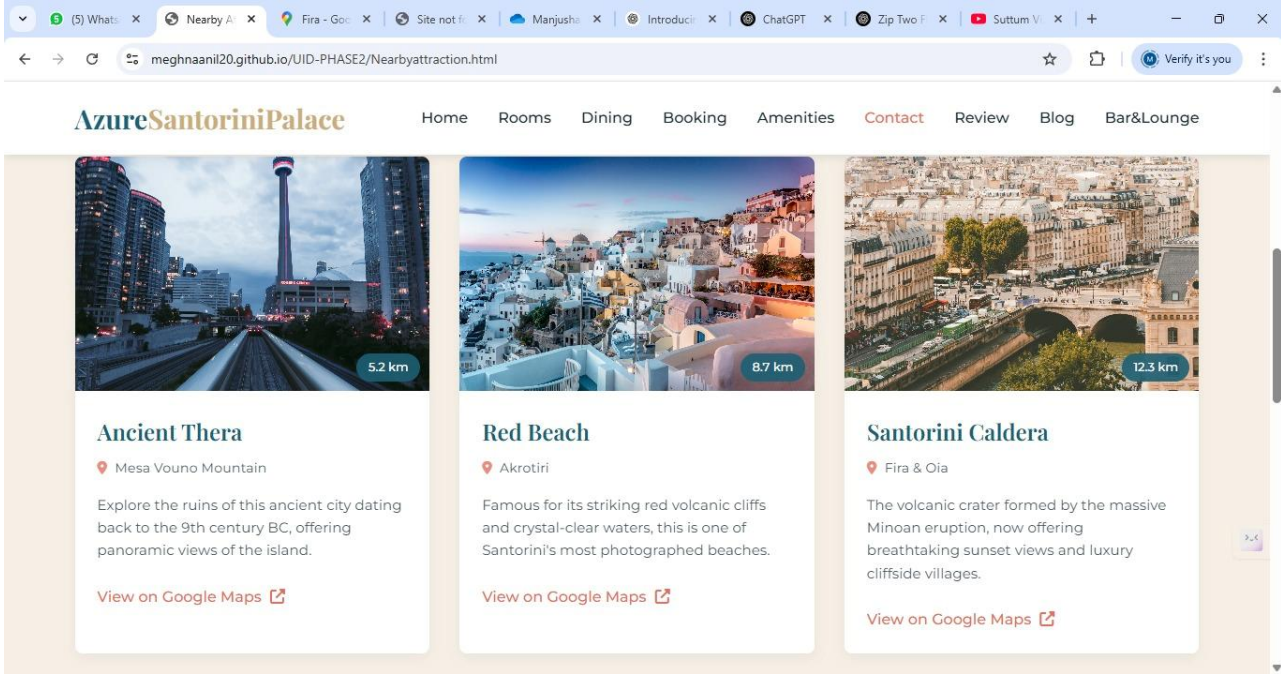 (5) Whats
Nearby A
Fira - Goo
Site not fo
Manjusha
Introducin
ChatGPT
Zip Two F
Suttum V
meghnaanil20.github.io/UID-PHASE2/Nearbyattraction.html
M
Verify it's you
AzureSantoriniPalace
Home Rooms Dining Booking Amenities Contact Review Blog Bar&Lounge
5.2 km
8.7 km
12.3 km
Ancient Thera
Mesa Vouno Mountain
Explore the ruins of this ancient city dating
back to the 9th century BC, offering
panoramic views of the island.
View on Google Maps
Red Beach
Akrotiri
Famous for its striking red volcanic cliffs
and crystal-clear waters, this is one of
Santorini's most photographed beaches.
View on Google Maps
Santorini Caldera
Fira & Oia
The volcanic crater formed by the massive
Minoan eruption, now offering
breathtaking sunset views and luxury
cliffside villages.
View on Google Maps